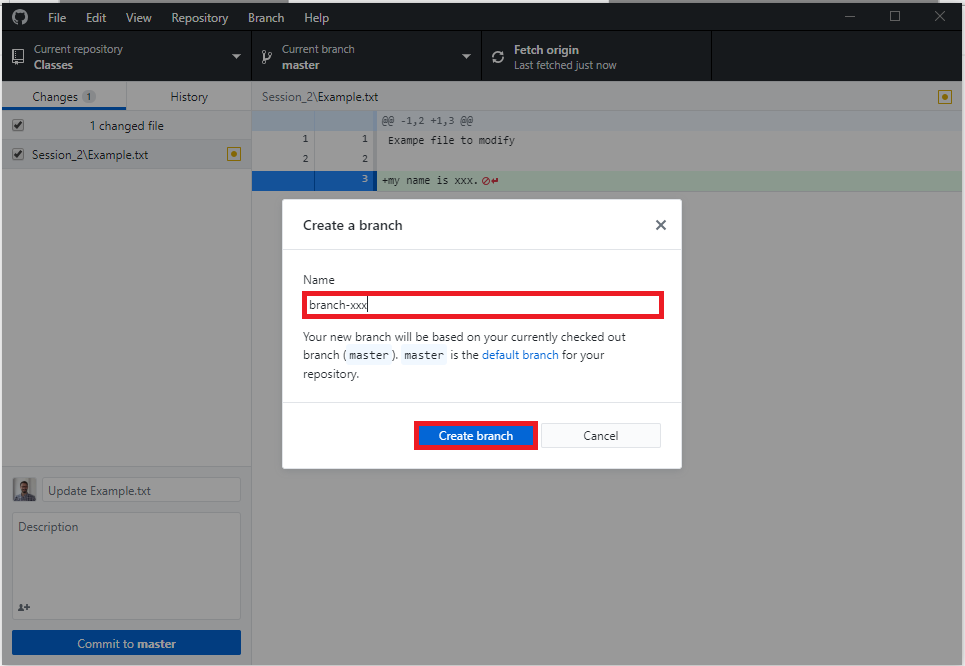 File Edit View Repository Branch Help
Current repository
Classes
Current branch
master
Fetch origin
Last fetched just now
Changes 1 History
Session_2\Example.txt
1 changed file
Session_2\Example.txt
@@ -1,2 +1,3 @@
1 1 Exampe file to modify
2 2
3 +my name is xxx.
Create a branch
Name
branch-xxx
Your new branch will be based on your currently checked out
branch (master). master is the default branch for your
repository.
Create branch Cancel
Update Example.txt
Description
Commit to master